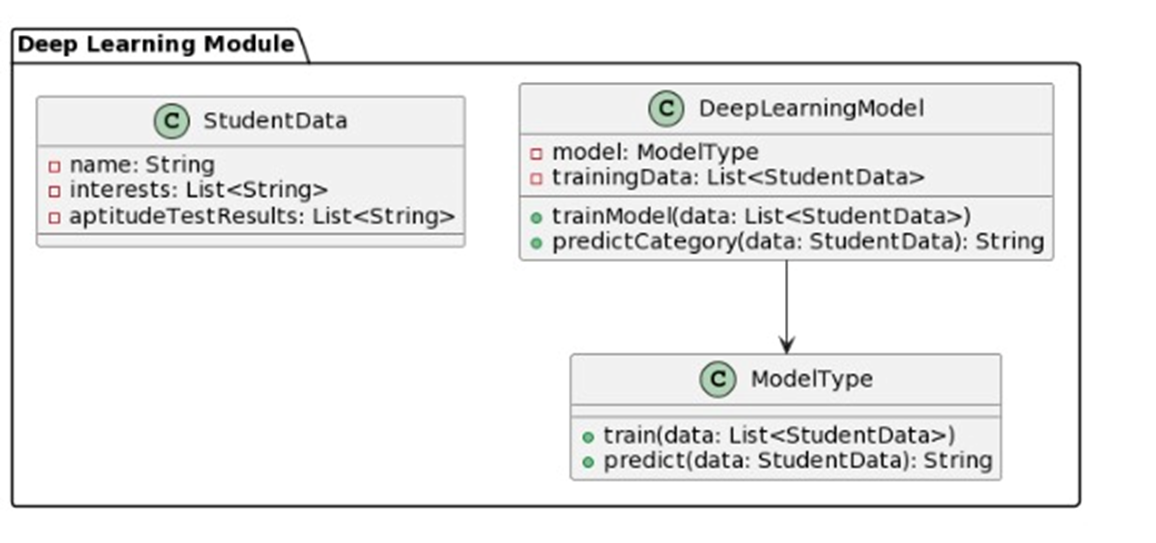 Deep Learning Module
C StudentData
name: String
interests: List<String>
aptitudeTestResults: List<String>
C DeepLearningModel
model: ModelType
trainingData: List<StudentData>
trainModel(data: List<StudentData>)
predictCategory(data: StudentData): String
C ModelType
train(data: List<StudentData>)
predict(data: StudentData): String